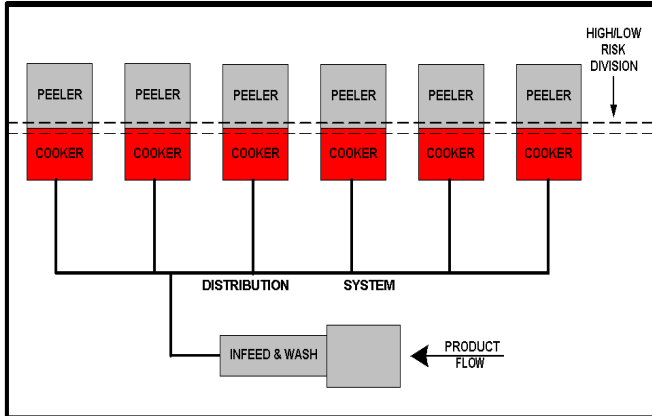 HIGH/LOW
RISK
DIVISION
PEELER PEELER PEELER PEELER PEELER PEELER
COOKER COOKER COOKER COOKER COOKER COOKER
DISTRIBUTION SYSTEM
INFEED & WASH
PRODUCT
FLOW